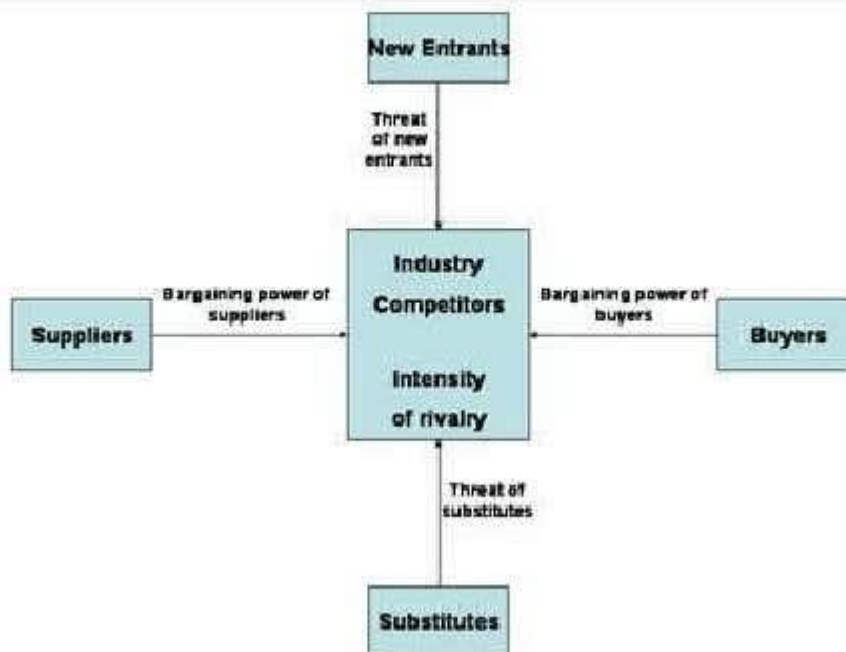 New Entrants
Threat
of new
entrants
Industry
Competitors
Intensity
of rivalry
Bargaining power of
suppliers
Suppliers
Bargaining power of
buyers
Buyers
Threat of
substitutes
Substitutes